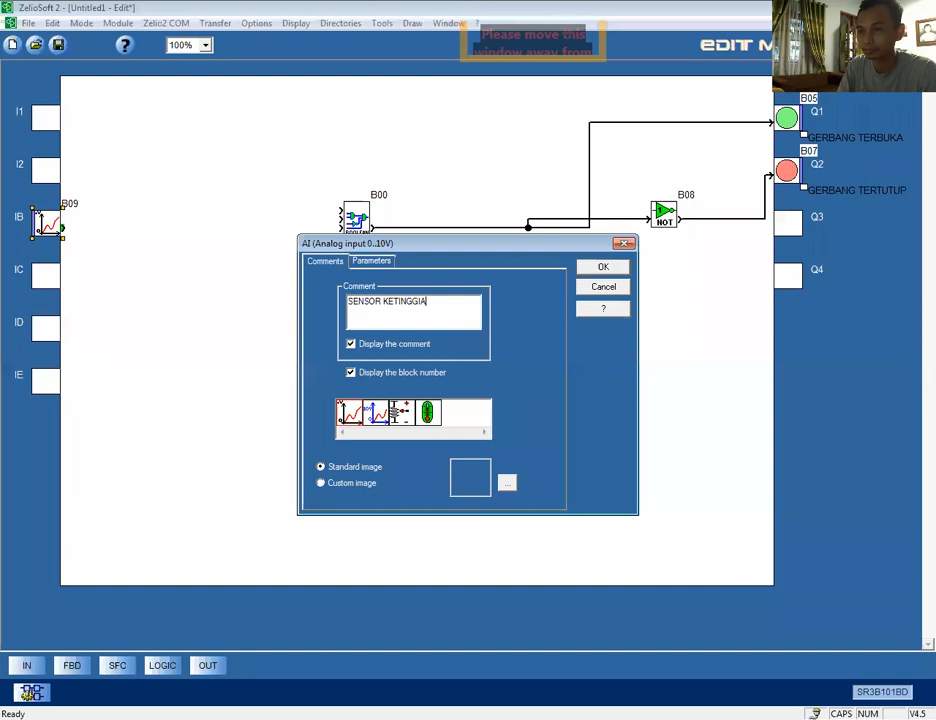 ZelioSoft 2 - [Untitled1 - Edit*]
File Edit Mode Module Zelio2 COM Transfer Options Display Directories Tools Draw Window ?
100%
Please move this
window away from
EDIT M
I1
I2
IB
IC
ID
IE
B09
B00
BOOLEAN
B08
NOT
B05
Q1
GERBANG TERBUKA
B07
Q2
GERBANG TERTUTUP
Q3
Q4
AI (Analog input 0..10V)
Comments Parameters
OK
Cancel
?
Comment
SENSOR KETINGGIA
Display the comment
Display the block number
Standard image
Custom image
...
IN FBD SFC LOGIC OUT
SR3B101BD
Ready
CAPS NUM V4.5